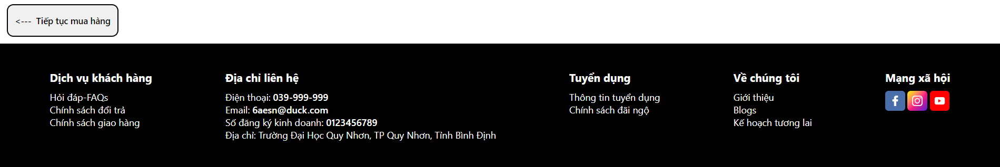 <--- Tiếp tục mua hàng
Dịch vụ khách hàng
Hỏi đáp-FAQs
Chính sách đổi trả
Chính sách giao hàng
Địa chỉ liên hệ
Điện thoại: 039-999-999
Email: 6aesn@duck.com
Số đăng ký kinh doanh: 0123456789
Địa chỉ: Trường Đại Học Quy Nhơn, TP Quy Nhơn, Tỉnh Bình Định
Tuyển dụng
Thông tin tuyển dụng
Chính sách đãi ngộ
Về chúng tôi
Giới thiệu
Blogs
Kế hoạch tương lai
Mạng xã hội